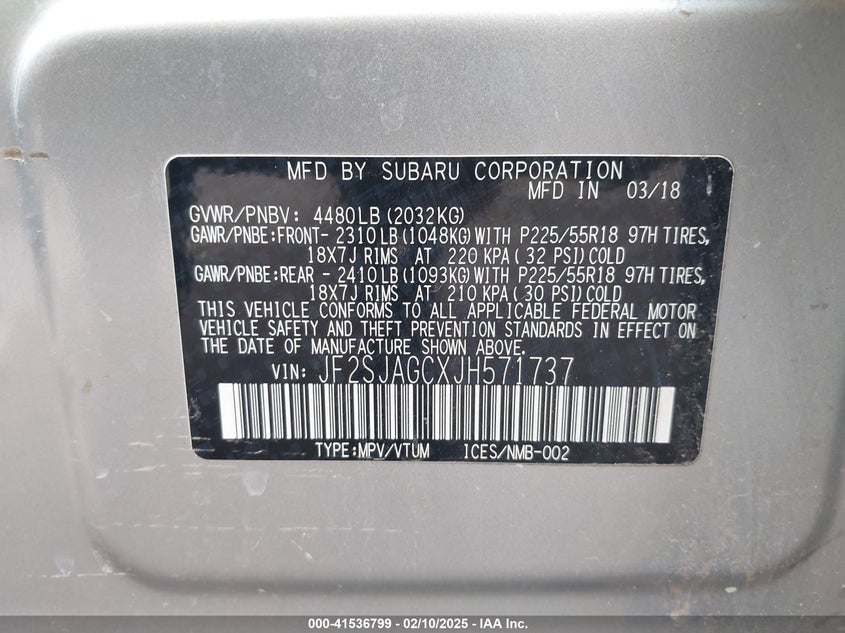 MFD BY SUBARU CORPORATION
MFD IN 03/18
GVWR/PNBV: 4480LB(2032KG)
GAWR/PNBE:FRONT- 2310LB(1048KG)WITH P225/55R18 97H TIRES,
18X7J RIMS AT 220 KPA(32 PSI)COLD
GAWR/PNBE:REAR - 2410LB(1093KG)WITH P225/55R18 97H TIRES,
18X7J RIMS AT 210 KPA(30 PSI)COLD
THIS VEHICLE CONFORMS TO ALL APPLICABLE FEDERAL MOTOR
VEHICLE SAFETY AND THEFT PREVENTION STANDARDS IN EFFECT ON
THE DATE OF MANUFACTURE SHOWN ABOVE.
VIN: JF2SJAGCXJH571737
TYPE:MPV/VTUM ICES/NMB-002
000-41536799 — 02/10/2025 — IAA Inc.